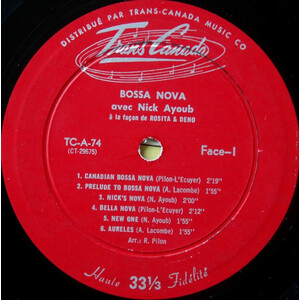 DISTRIBUÉ PAR TRANS-CANADA MUSIC CO
Trans Canada
BOSSA NOVA
avec Nick Ayoub
à la façon de ROSITA & DENO
TC-A-74
(CT-29675)
Face-1
1. CANADIAN BOSSA NOVA (Pilon-L'Ecuyer) 2'19"
2. PRELUDE TO BOSSA NOVA (A. Lacombe) 1'55"
3. NICK'S NOVA (N. Ayoub) 2'00"
4. BELLA NOVA (Pilon-L'Ecuyer) 2'12"
5. NEW ONE (N. Ayoub) 1'55"
6. AURELES (A. Lacombe) 1'55"
Arr.: R. Pilon
Haute 33⅓ Fidélité